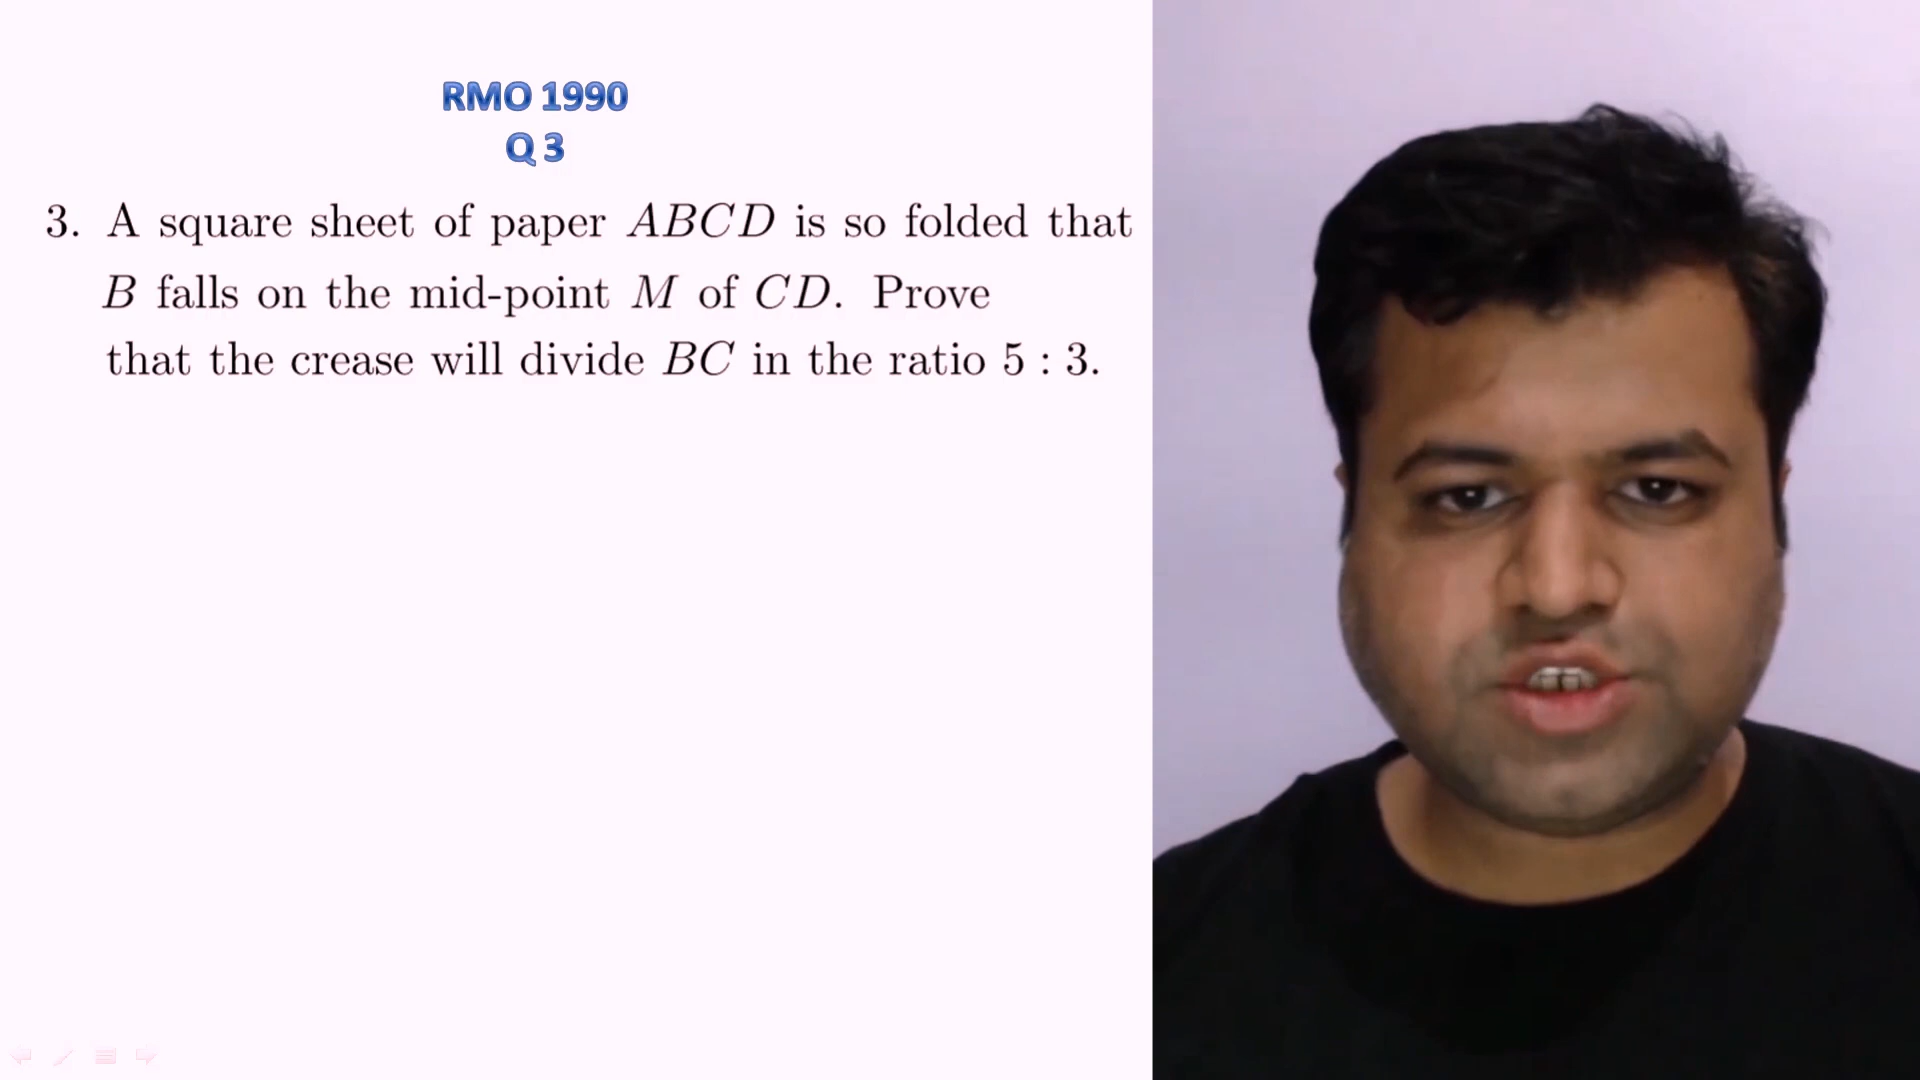 RMO 1990
Q 3
3. A square sheet of paper ABCD is so folded that
B falls on the mid-point M of CD. Prove
that the crease will divide BC in the ratio 5 : 3.